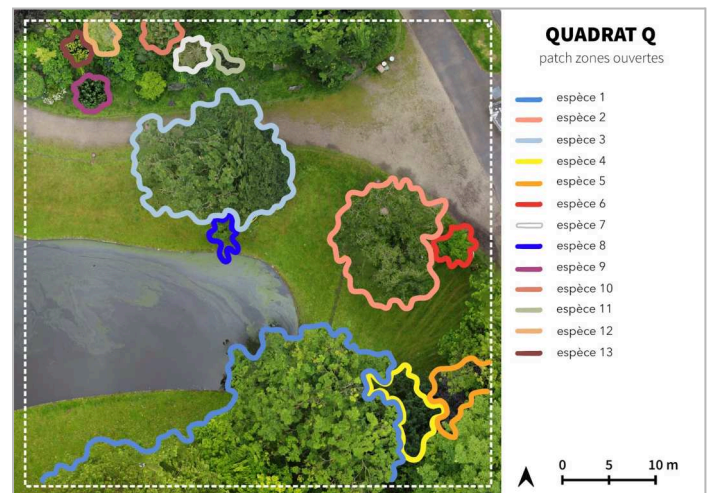 QUADRAT Q
patch zones ouvertes
espèce 1
espèce 2
espèce 3
espèce 4
espèce 5
espèce 6
espèce 7
espèce 8
espèce 9
espèce 10
espèce 11
espèce 12
espèce 13
0 5 10 m